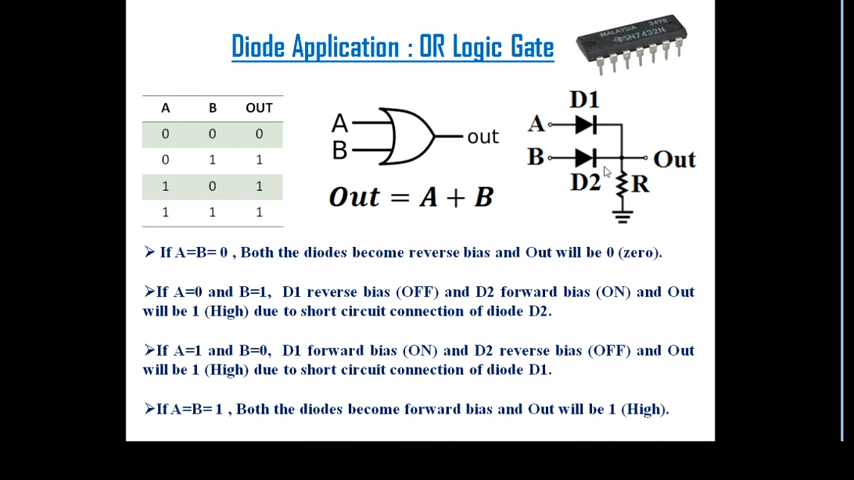 Diode Application : OR Logic Gate
MALAYSIA 249B
SN7432N
A B OUT
0 0 0
0 1 1
1 0 1
1 1 1
A
B
out
Out = A + B
D1
A
B
Out
D2
R
➢ If A=B= 0 , Both the diodes become reverse bias and Out will be 0 (zero).
➢If A=0 and B=1, D1 reverse bias (OFF) and D2 forward bias (ON) and Out
will be 1 (High) due to short circuit connection of diode D2.
➢If A=1 and B=0, D1 forward bias (ON) and D2 reverse bias (OFF) and Out
will be 1 (High) due to short circuit connection of diode D1.
➢If A=B= 1 , Both the diodes become forward bias and Out will be 1 (High).